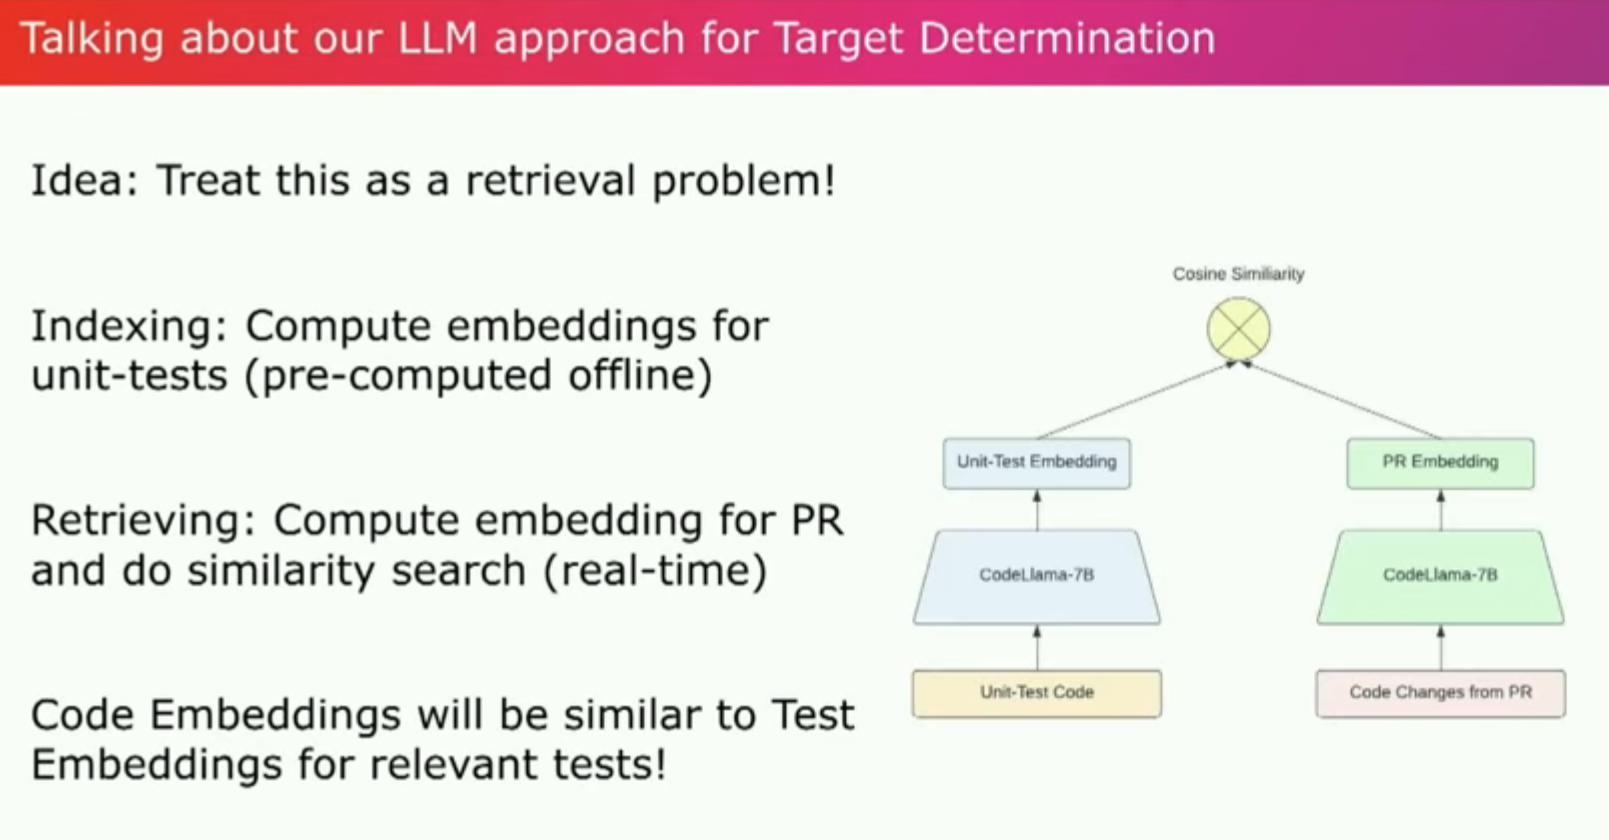 Talking about our LLM approach for Target Determination
Idea: Treat this as a retrieval problem!
Indexing: Compute embeddings for
unit-tests (pre-computed offline)
Retrieving: Compute embedding for PR
and do similarity search (real-time)
Code Embeddings will be similar to Test
Embeddings for relevant tests!
Cosine Similiarity
Unit-Test Embedding
PR Embedding
CodeLlama-7B
CodeLlama-7B
Unit-Test Code
Code Changes from PR